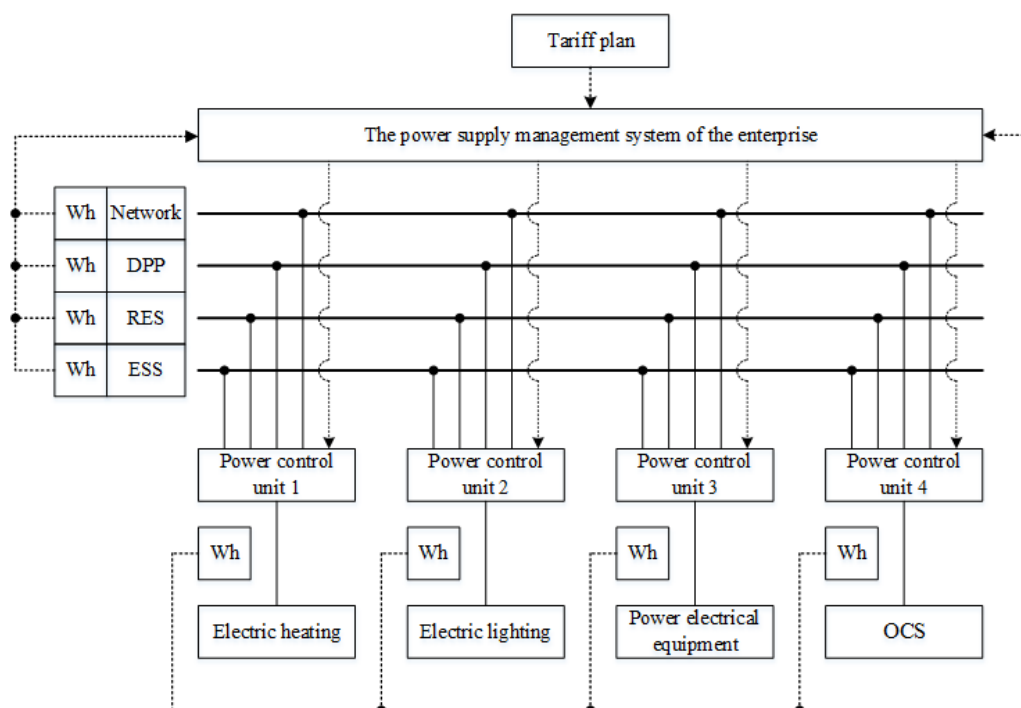 Tariff plan
The power supply management system of the enterprise
Wh Network
Wh DPP
Wh RES
Wh ESS
Power control
unit 1
Power control
unit 2
Power control
unit 3
Power control
unit 4
Wh
Wh
Wh
Wh
Electric heating
Electric lighting
Power electrical
equipment
OCS